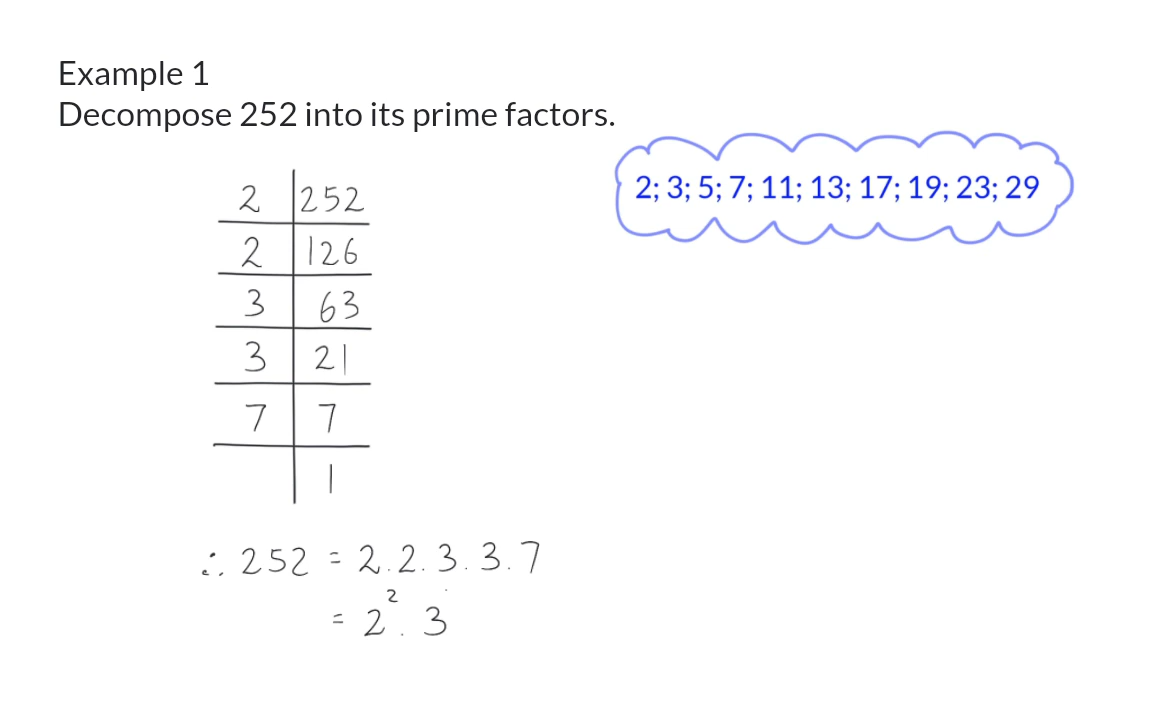 Example 1
Decompose 252 into its prime factors.
2; 3; 5; 7; 11; 13; 17; 19; 23; 29
2 | 252
2 | 126
3 | 63
3 | 21
7 | 7
| 1
∴ 252 = 2.2.3.3.7
= 2².3